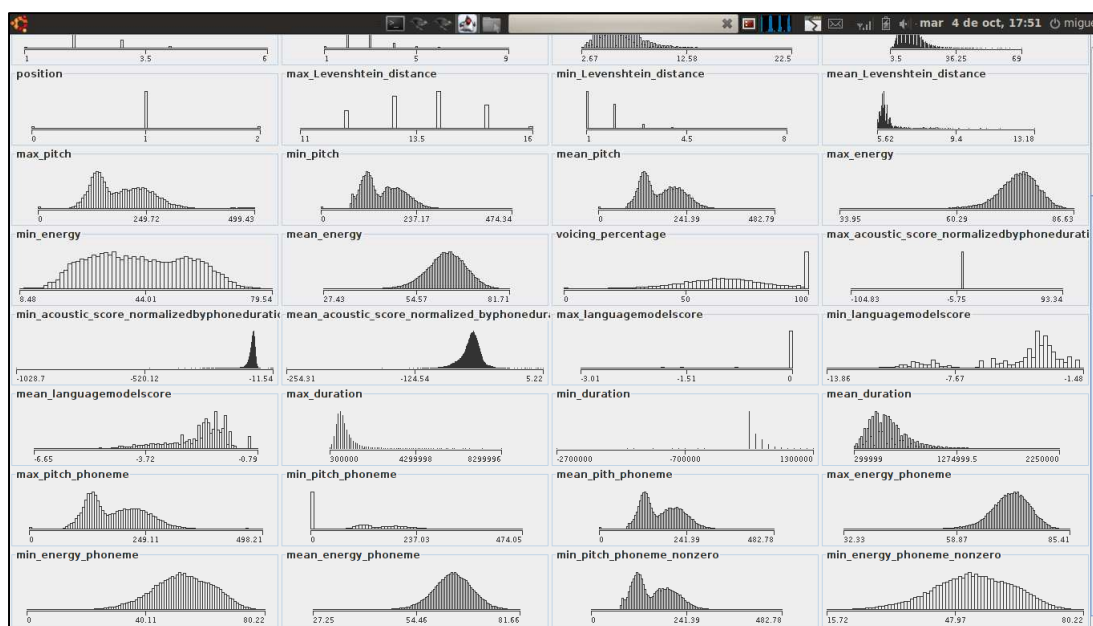 mar 4 de oct, 17:51 migue
1 3.5 6 1 5 9 2.67 12.58 22.5 3.5 36.25 69
position max_Levenshtein_distance min_Levenshtein_distance mean_Levenshtein_distance
0 1 2 11 13.5 16 1 4.5 8 5.62 9.4 13.18
max_pitch min_pitch mean_pitch max_energy
0 249.72 499.43 0 237.17 474.34 0 241.39 482.79 33.95 60.29 86.63
min_energy mean_energy voicing_percentage max_acoustic_score_normalizedbyphonedurati
8.48 44.01 79.54 27.43 54.57 81.71 0 50 100 -104.83 -5.75 93.34
min_acoustic_score_normalizedbyphoneduratio mean_acoustic_score_normalized_byphonedura max_languagemodelscore min_languagemodelscore
-1028.7 -520.12 -11.54 -254.31 -124.54 5.22 -3.01 -1.51 0 -13.86 -7.67 -1.48
mean_languagemodelscore max_duration min_duration mean_duration
-6.65 -3.72 -0.79 300000 4299998 8299996 -2700000 -700000 1300000 299999 1274999.5 2250000
max_pitch_phoneme min_pitch_phoneme mean_pith_phoneme max_energy_phoneme
0 249.11 498.21 0 237.03 474.05 0 241.39 482.78 32.33 58.87 85.41
min_energy_phoneme mean_energy_phoneme min_pitch_phoneme_nonzero min_energy_phoneme_nonzero
0 40.11 80.22 27.25 54.46 81.66 0 241.39 482.78 15.72 47.97 80.22